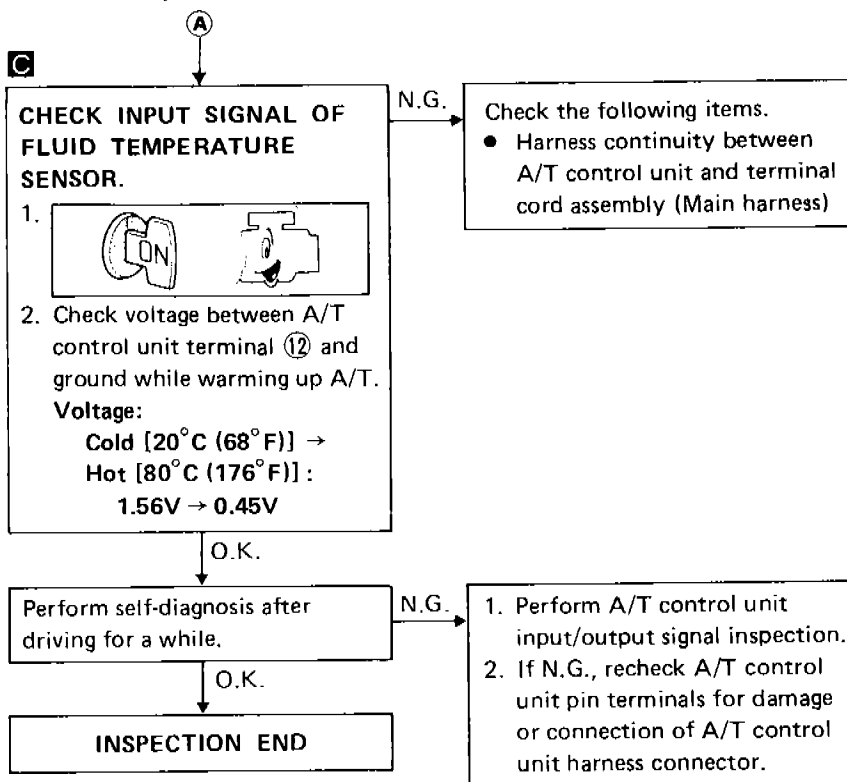 A
C
CHECK INPUT SIGNAL OF
FLUID TEMPERATURE
SENSOR.
1.
ON
2. Check voltage between A/T
control unit terminal ⑫ and
ground while warming up A/T.
Voltage:
Cold [20°C (68°F)] →
Hot [80°C (176°F)] :
1.56V → 0.45V
N.G.
Check the following items.
● Harness continuity between
A/T control unit and terminal
cord assembly (Main harness)
O.K.
Perform self-diagnosis after
driving for a while.
N.G.
1. Perform A/T control unit
input/output signal inspection.
2. If N.G., recheck A/T control
unit pin terminals for damage
or connection of A/T control
unit harness connector.
O.K.
INSPECTION END